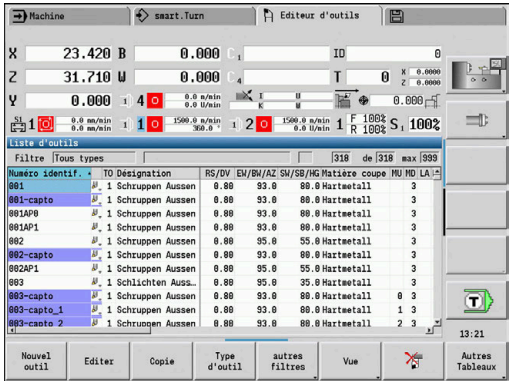 Machine smart.Turn Editeur d'outils
X 23.420 B 0.000 C 1 ID 0
Z 31.710 W 0.000 C 4 T 0 X 0.0000
Z 0.0000
Y 0.000 4 0 0.0 m/min I U
0.0 U/min K W 0.000
S1 1 0 0.0 mm/min 1 0 1500.0 m/min 2 0 1500.0 m/min 1 F 100% S1 100%
0.0 mm/min 360.0 ° 0.0 U/min R 100%
Liste d'outils
Filtre Tous types 318 de 318 max 999
Numéro identif. TO Désignation RS/DV EW/BW/AZ SW/SB/HG Matière coupe MU MD LA
001 1 Schruppen Aussen 0.80 93.0 80.0 Hartmetall 3
001-capto 1 Schruppen Aussen 0.80 93.0 80.0 Hartmetall 3
001AP0 1 Schruppen Aussen 0.80 93.0 80.0 Hartmetall 3
001AP1 1 Schruppen Aussen 0.80 93.0 80.0 Hartmetall 3
002 1 Schruppen Aussen 0.80 95.0 55.0 Hartmetall 3
002-capto 1 Schruppen Aussen 0.80 93.0 80.0 Hartmetall 3
002AP1 1 Schruppen Aussen 0.80 95.0 55.0 Hartmetall 3
003 1 Schlichten Auss… 0.80 95.0 35.0 Hartmetall 3
003-capto 1 Schruppen Aussen 0.80 93.0 80.0 Hartmetall 0 3
003-capto_1 1 Schruppen Aussen 0.80 93.0 80.0 Hartmetall 1 3
003-capto_2 1 Schruppen Aussen 0.80 93.0 80.0 Hartmetall 2 3
T
13:21
Nouvel outil
Editer
Copie
Type d'outil
autres filtres
Vue
Autres Tableaux